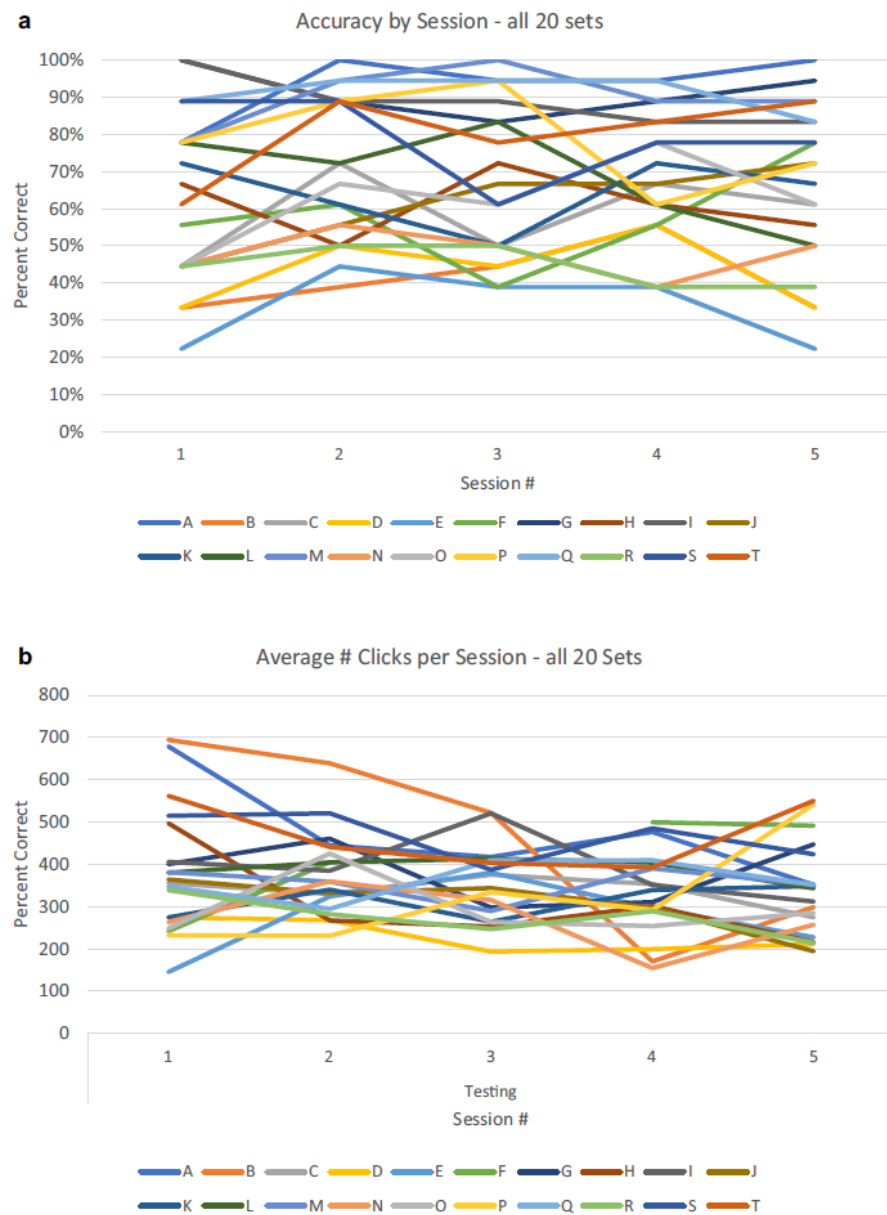 a
Accuracy by Session - all 20 sets
100%
90%
80%
70%
60%
50%
40%
30%
20%
10%
0%
Percent Correct
1 2 3 4 5
Session #
A B C D E F G H I J
K L M N O P Q R S T
b
Average # Clicks per Session - all 20 Sets
800
700
600
500
400
300
200
100
0
Percent Correct
1 2 3 4 5
Testing
Session #
A B C D E F G H I J
K L M N O P Q R S T